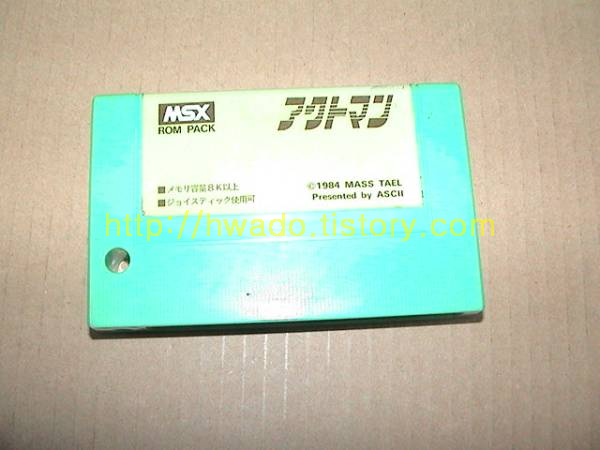 MSX
ROM PACK
アクトマン
■メモリ容量8K以上
■ジョイスティック使用可
©1984 MASS TAEL
Presented by ASCII
http://hwado.tistory.com